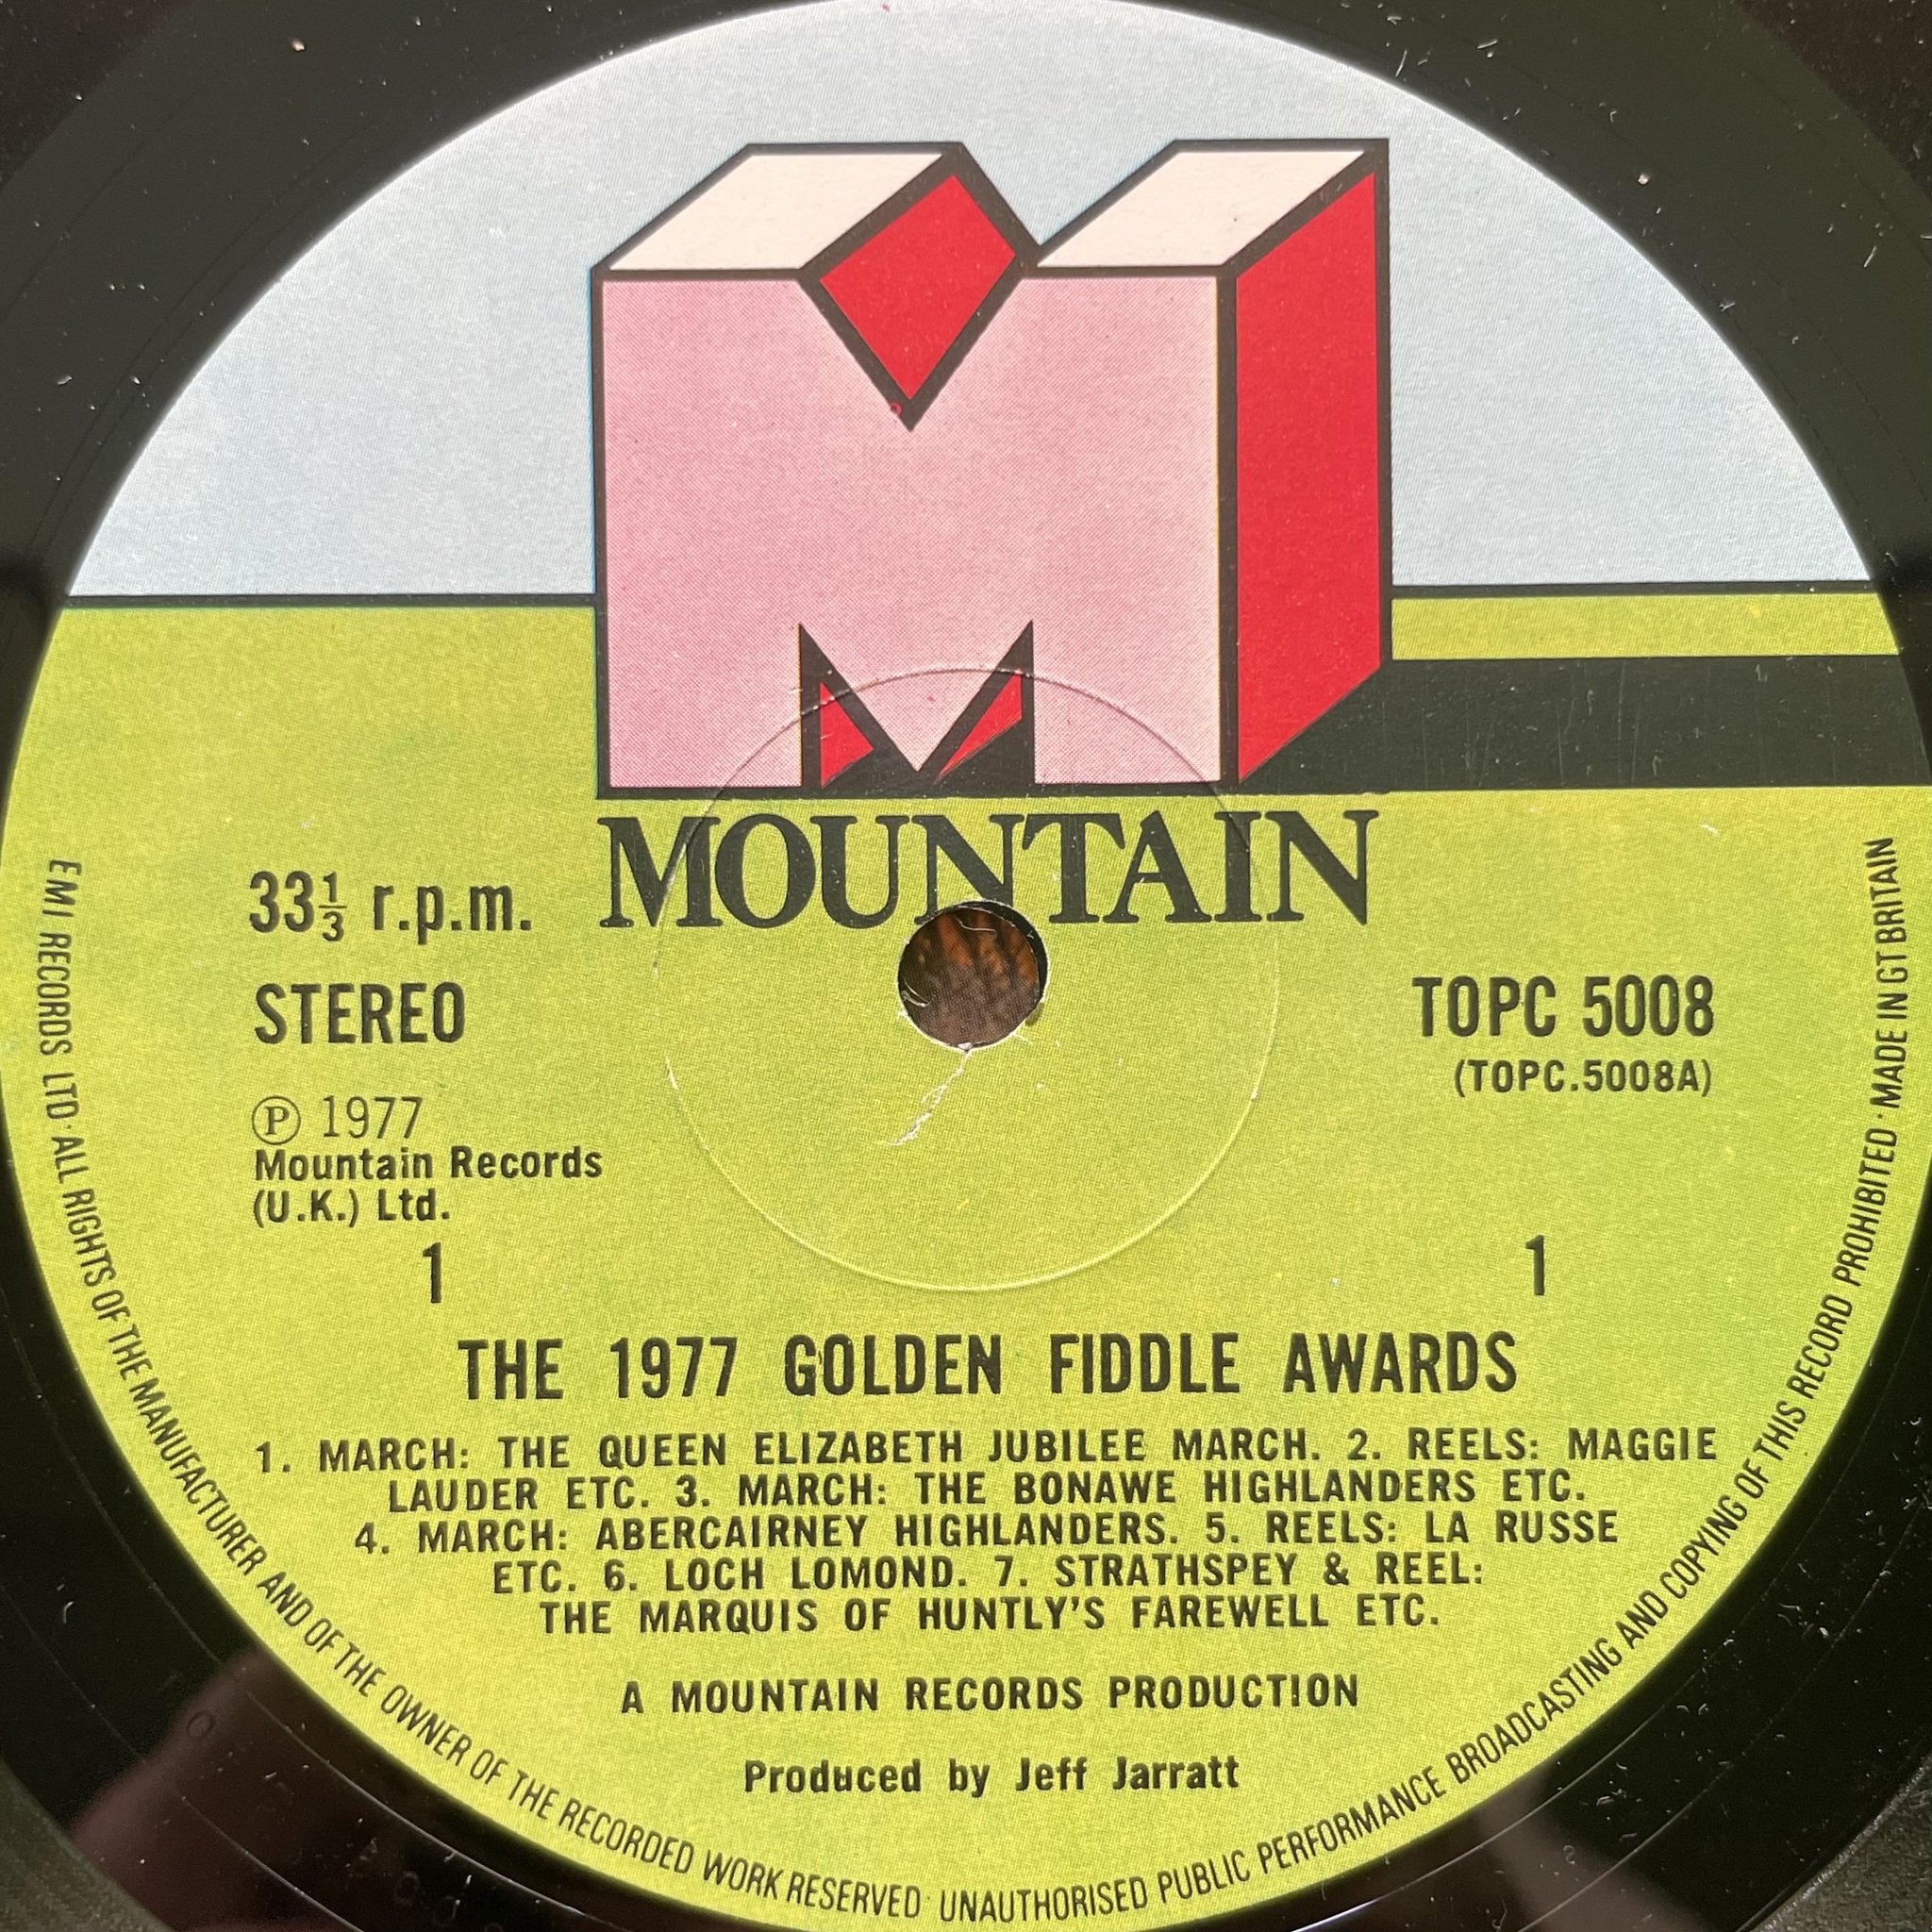 MOUNTAIN
33⅓ r.p.m.
STEREO
TOPC 5008
(TOPC.5008A)
Ⓟ 1977
Mountain Records
(U.K.) Ltd.
1
1
THE 1977 GOLDEN FIDDLE AWARDS
1. MARCH: THE QUEEN ELIZABETH JUBILEE MARCH. 2. REELS: MAGGIE
LAUDER ETC. 3. MARCH: THE BONAWE HIGHLANDERS ETC.
4. MARCH: ABERCAIRNEY HIGHLANDERS. 5. REELS: LA RUSSE
ETC. 6. LOCH LOMOND. 7. STRATHSPEY & REEL:
THE MARQUIS OF HUNTLY'S FAREWELL ETC.
A MOUNTAIN RECORDS PRODUCTION
Produced by Jeff Jarratt
E M I RECORDS LTD · ALL RIGHTS OF THE MANUFACTURER AND OF THE OWNER OF THE RECORDED WORK RESERVED · UNAUTHORISED PUBLIC PERFORMANCE BROADCASTING AND COPYING OF THIS RECORD PROHIBITED · MADE IN GT BRITAIN